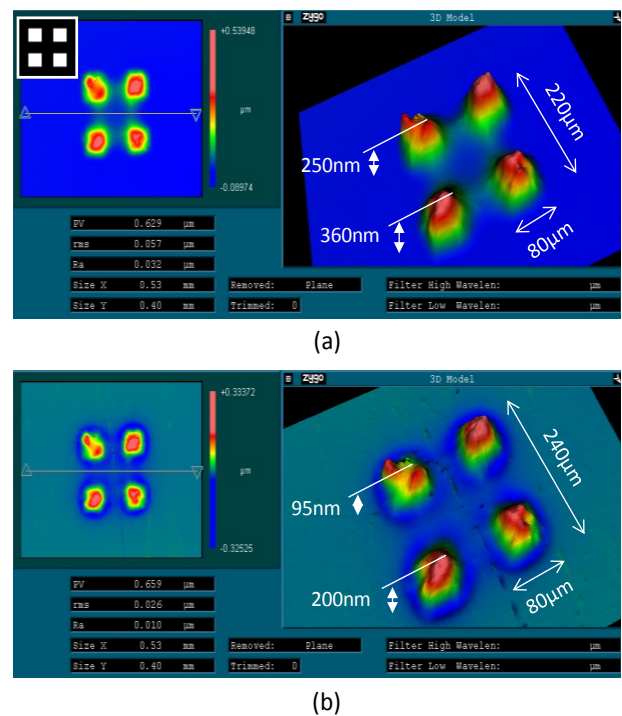 zygo 3D Model
+0.53948
µm
-0.08974
250nm
360nm
220µm
80µm
PV 0.629 µm
rms 0.057 µm
Ra 0.032 µm
Size X 0.53 mm
Size Y 0.40 mm
Removed: Plane
Trimmed: 0
Filter High Wavelen: µm
Filter Low Wavelen: µm
(a)
zygo 3D Model
+0.33372
µm
-0.32525
95nm
200nm
240µm
80µm
PV 0.659 µm
rms 0.026 µm
Ra 0.010 µm
Size X 0.53 mm
Size Y 0.40 mm
Removed: Plane
Trimmed: 0
Filter High Wavelen:
Filter Low Wavelen: µm
(b)